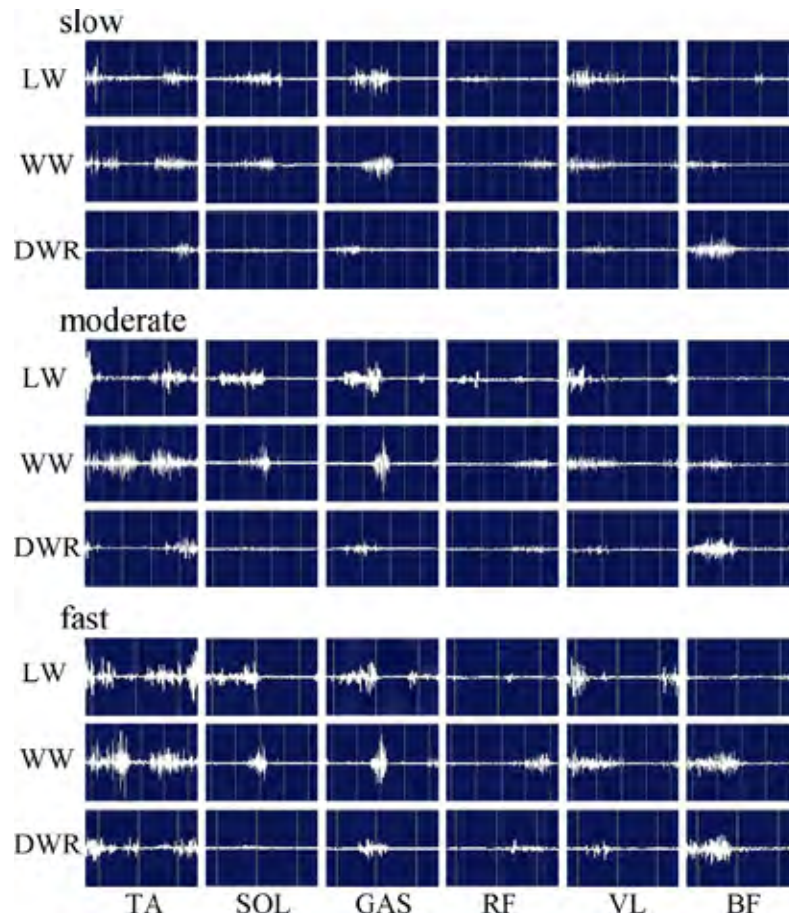 slow
LW
WW
DWR
moderate
LW
WW
DWR
fast
LW
WW
DWR
TA SOL GAS RF VL BF